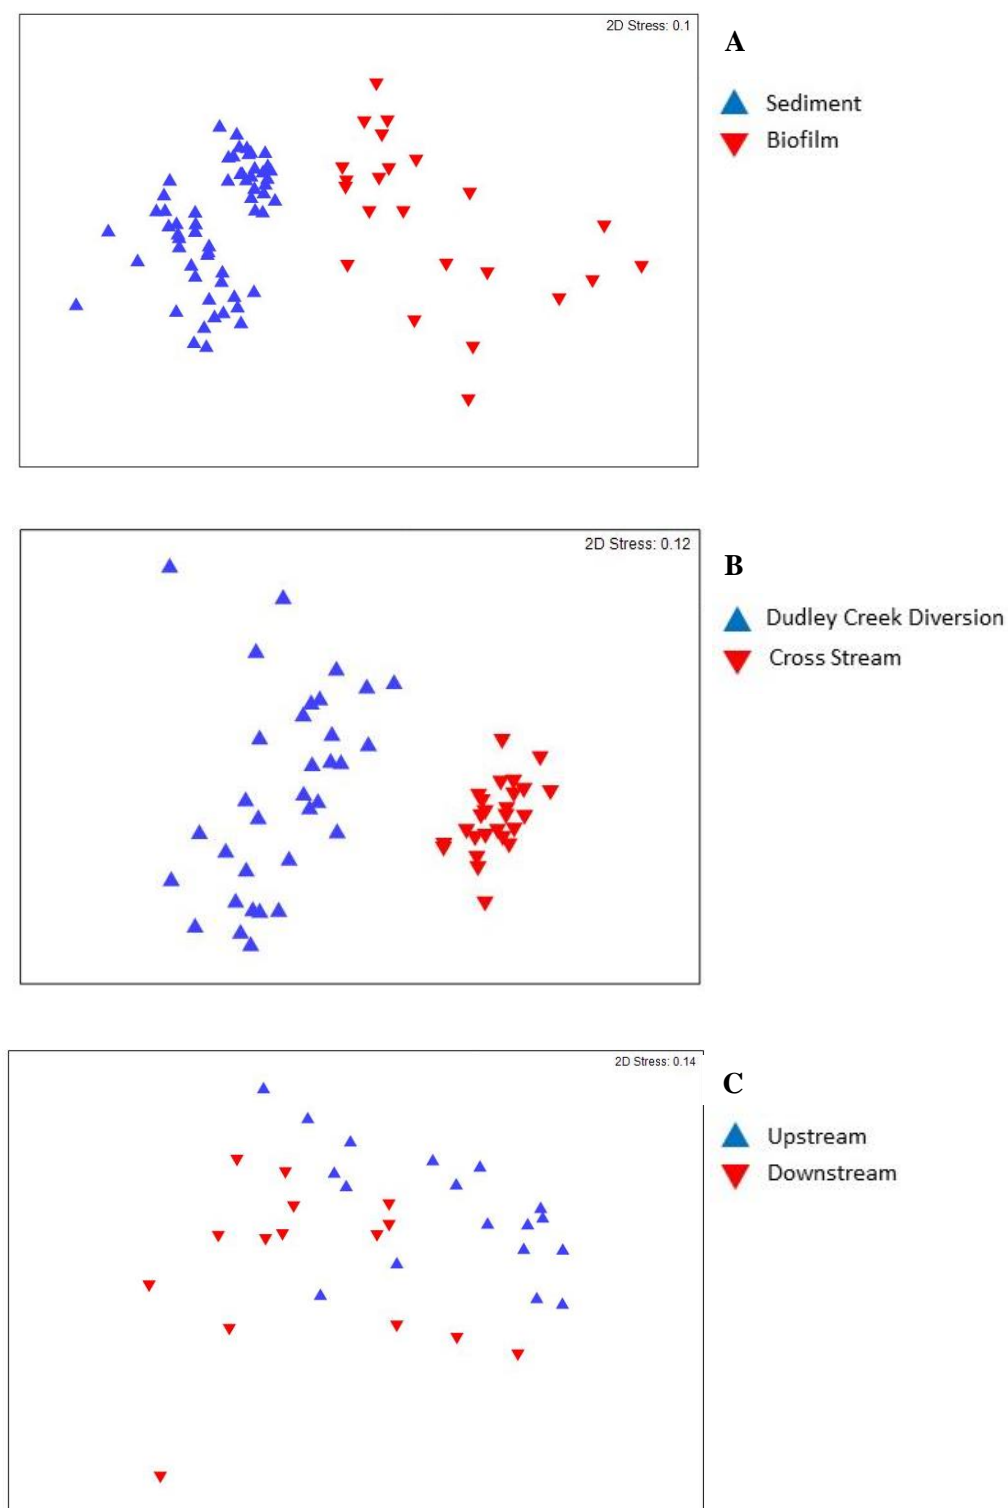 2D Stress: 0.1
A
Sediment
Biofilm
2D Stress: 0.12
B
Dudley Creek Diversion
Cross Stream
2D Stress: 0.14
C
Upstream
Downstream